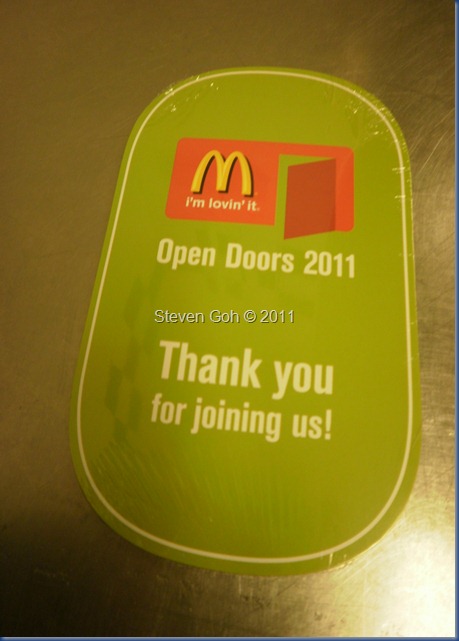 i'm lovin' it.
Open Doors 2011
Steven Goh © 2011
Thank you
for joining us!